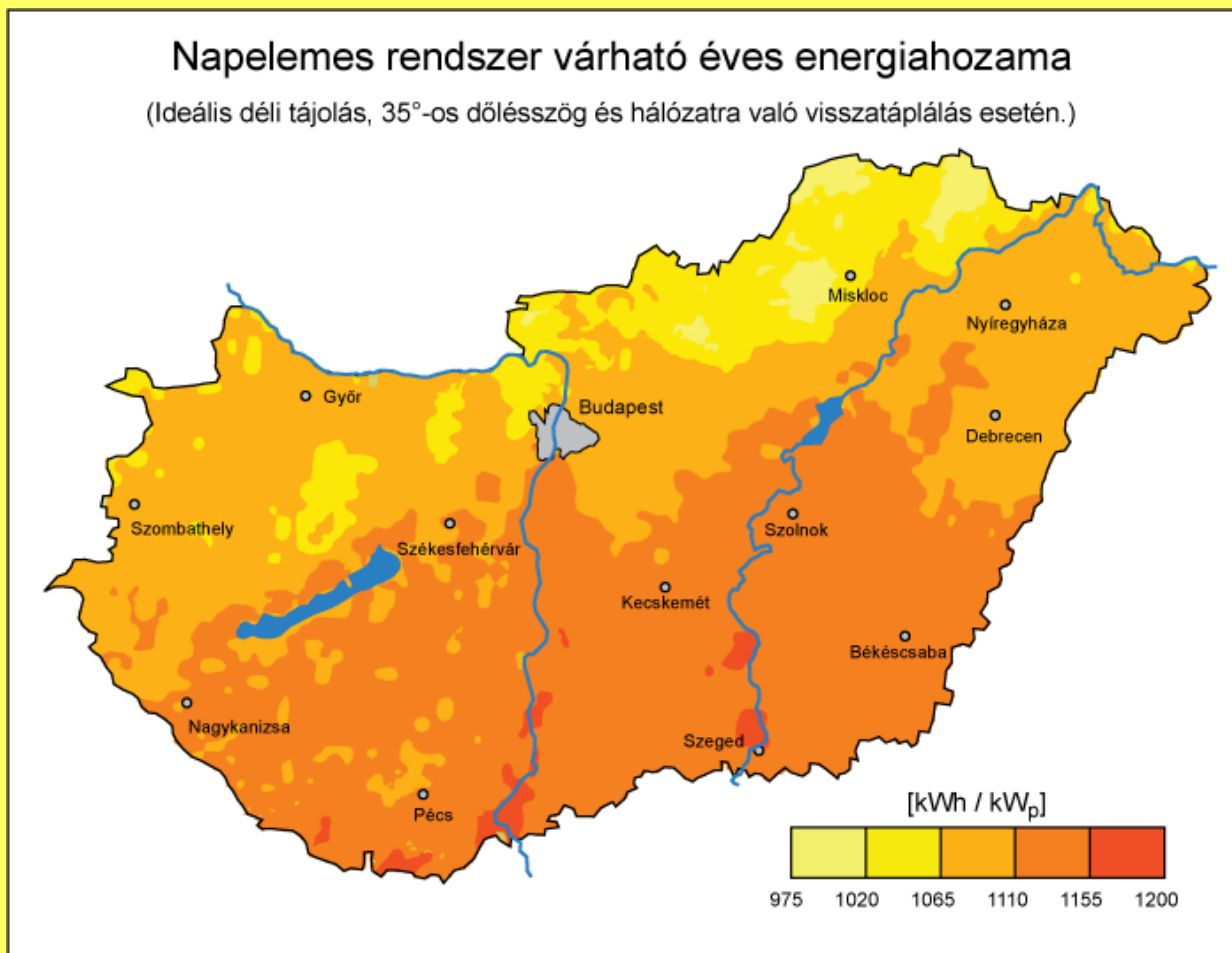 Napelemes rendszer várható éves energiahozama
(Ideális déli tájolás, 35°-os dőlésszög és hálózatra való visszatáplálás esetén.)
Miskloc
Nyíregyháza
Győr
Budapest
Debrecen
Szombathely
Székesfehérvár
Szolnok
Kecskemét
Békéscsaba
Nagykanizsa
Szeged
Pécs
[kWh / kWp]
975 1020 1065 1110 1155 1200